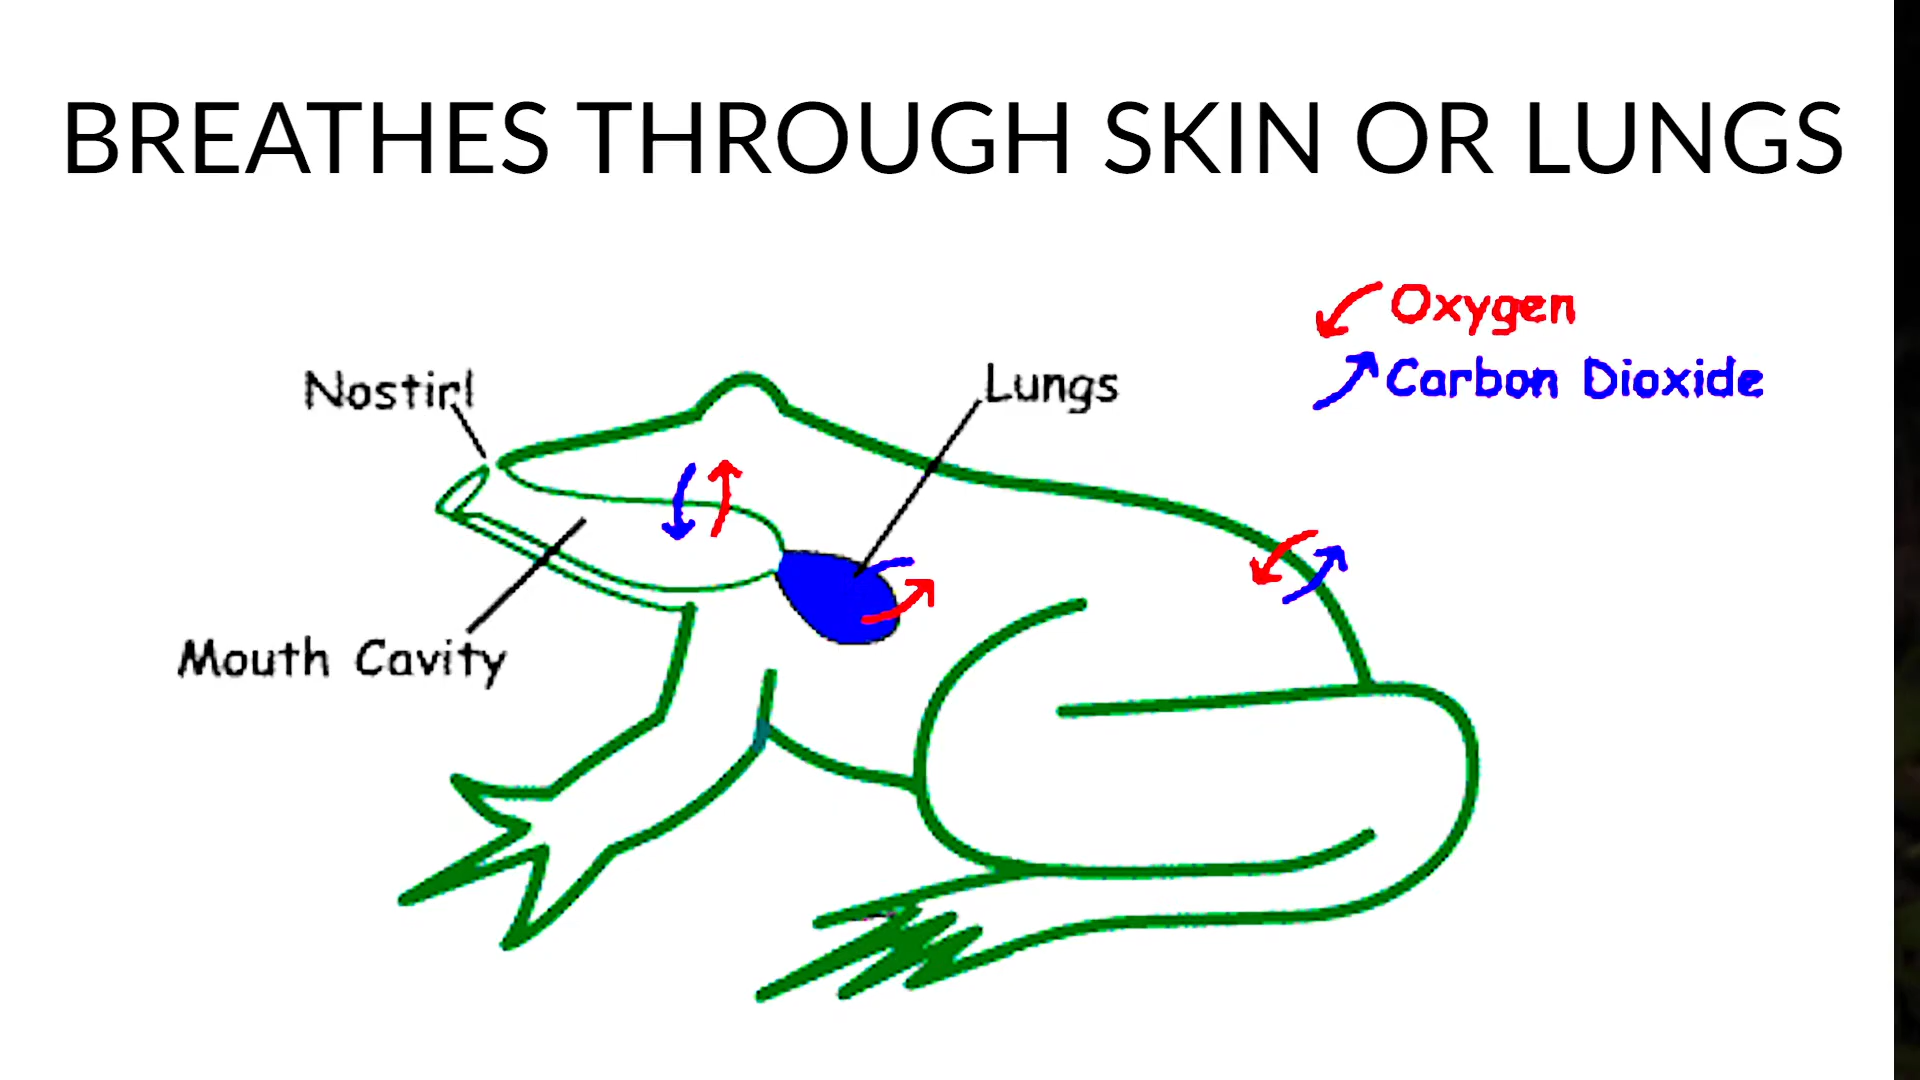 BREATHES THROUGH SKIN OR LUNGS
Oxygen
Carbon Dioxide
Nostirl
Lungs
Mouth Cavity